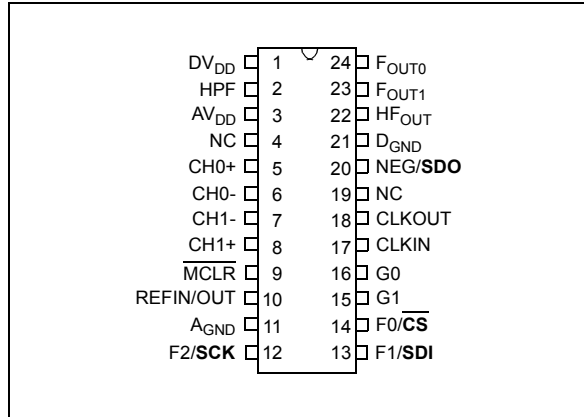 DVDD 1 24 FOUT0
HPF 2 23 FOUT1
AVDD 3 22 HFOUT
NC 4 21 DGND
CH0+ 5 20 NEG/SDO
CH0- 6 19 NC
CH1- 7 18 CLKOUT
CH1+ 8 17 CLKIN
MCLR 9 16 G0
REFIN/OUT 10 15 G1
AGND 11 14 F0/CS
F2/SCK 12 13 F1/SDI